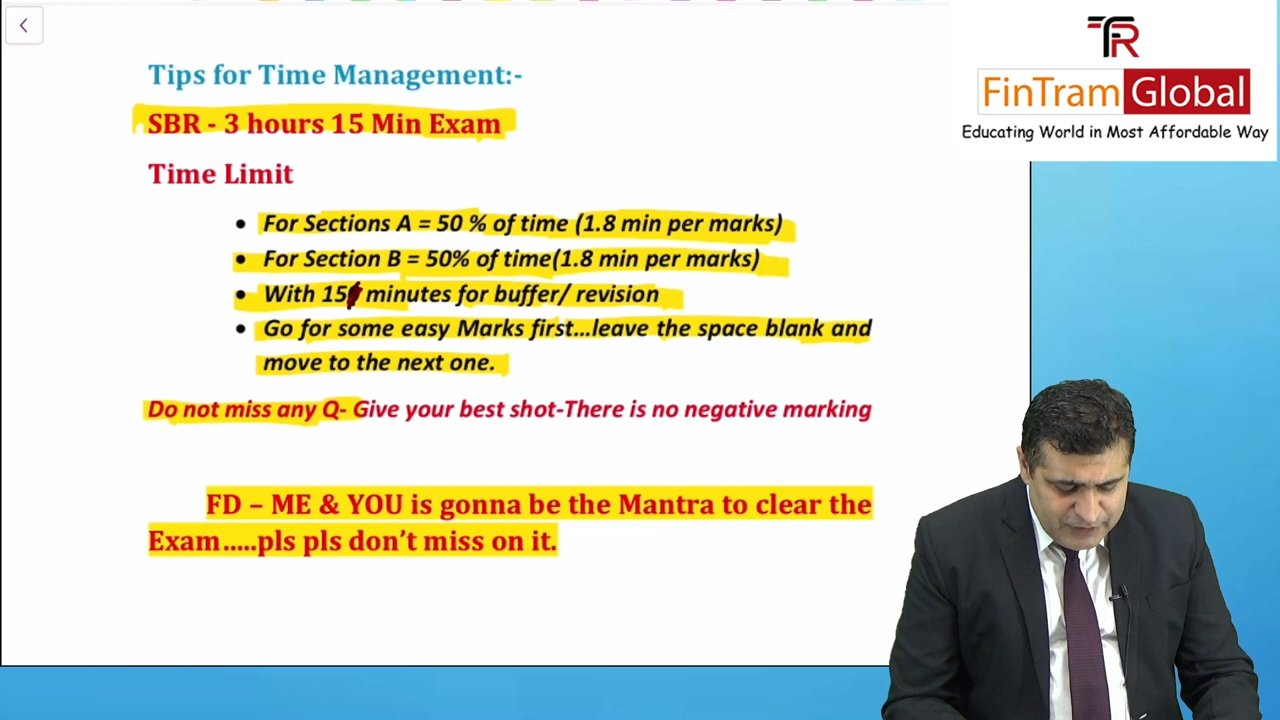 Tips for Time Management:-
SBR - 3 hours 15 Min Exam
Time Limit
• For Sections A = 50 % of time (1.8 min per marks)
• For Section B = 50% of time(1.8 min per marks)
• With 15 minutes for buffer/ revision
• Go for some easy Marks first...leave the space blank and
move to the next one.
Do not miss any Q- Give your best shot-There is no negative marking
FD – ME & YOU is gonna be the Mantra to clear the
Exam.....pls pls don't miss on it.
TR
FinTram Global
Educating World in Most Affordable Way